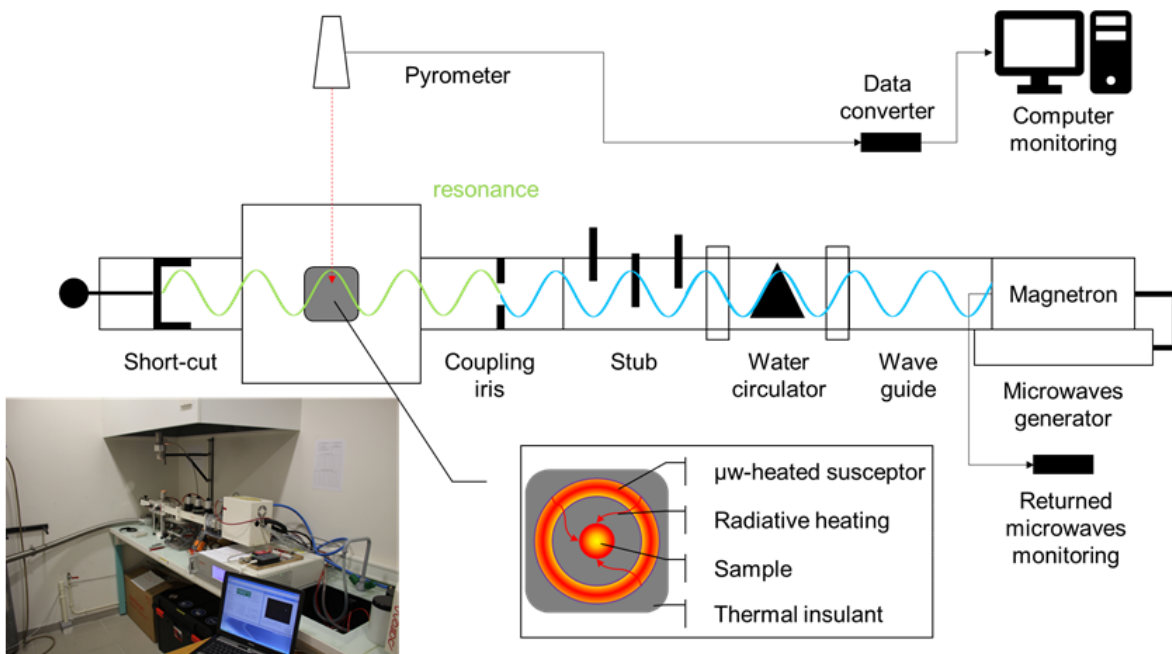 Pyrometer
Data
converter
Computer
monitoring
resonance
Magnetron
Short-cut
Coupling
iris
Stub
Water
circulator
Wave
guide
Microwaves
generator
µw-heated susceptor
Radiative heating
Sample
Thermal insulant
Returned
microwaves
monitoring